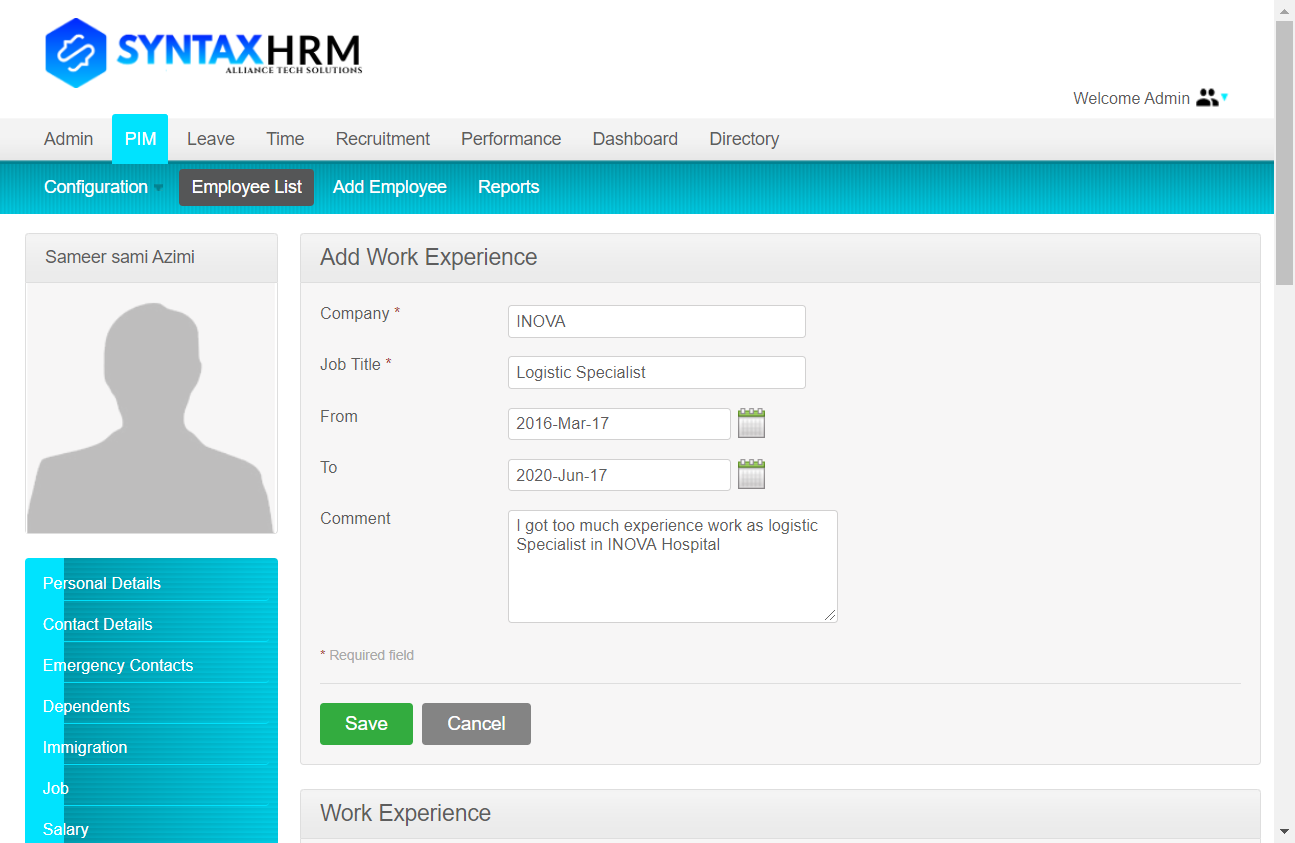 SYNTAXHRM
ALLIANCE TECH SOLUTIONS
Welcome Admin
Admin PIM Leave Time Recruitment Performance Dashboard Directory
Configuration Employee List Add Employee Reports
Sameer sami Azimi
Personal Details
Contact Details
Emergency Contacts
Dependents
Immigration
Job
Salary
Add Work Experience
Company * INOVA
Job Title * Logistic Specialist
From 2016-Mar-17
To 2020-Jun-17
Comment I got too much experience work as logistic
Specialist in INOVA Hospital
* Required field
Save Cancel
Work Experience